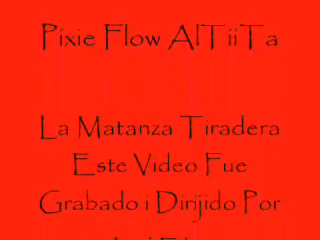 Pixie Flow AlTiiTa
La Matanza Tiradera
Este Video Fue
Grabado i Dirijido Por